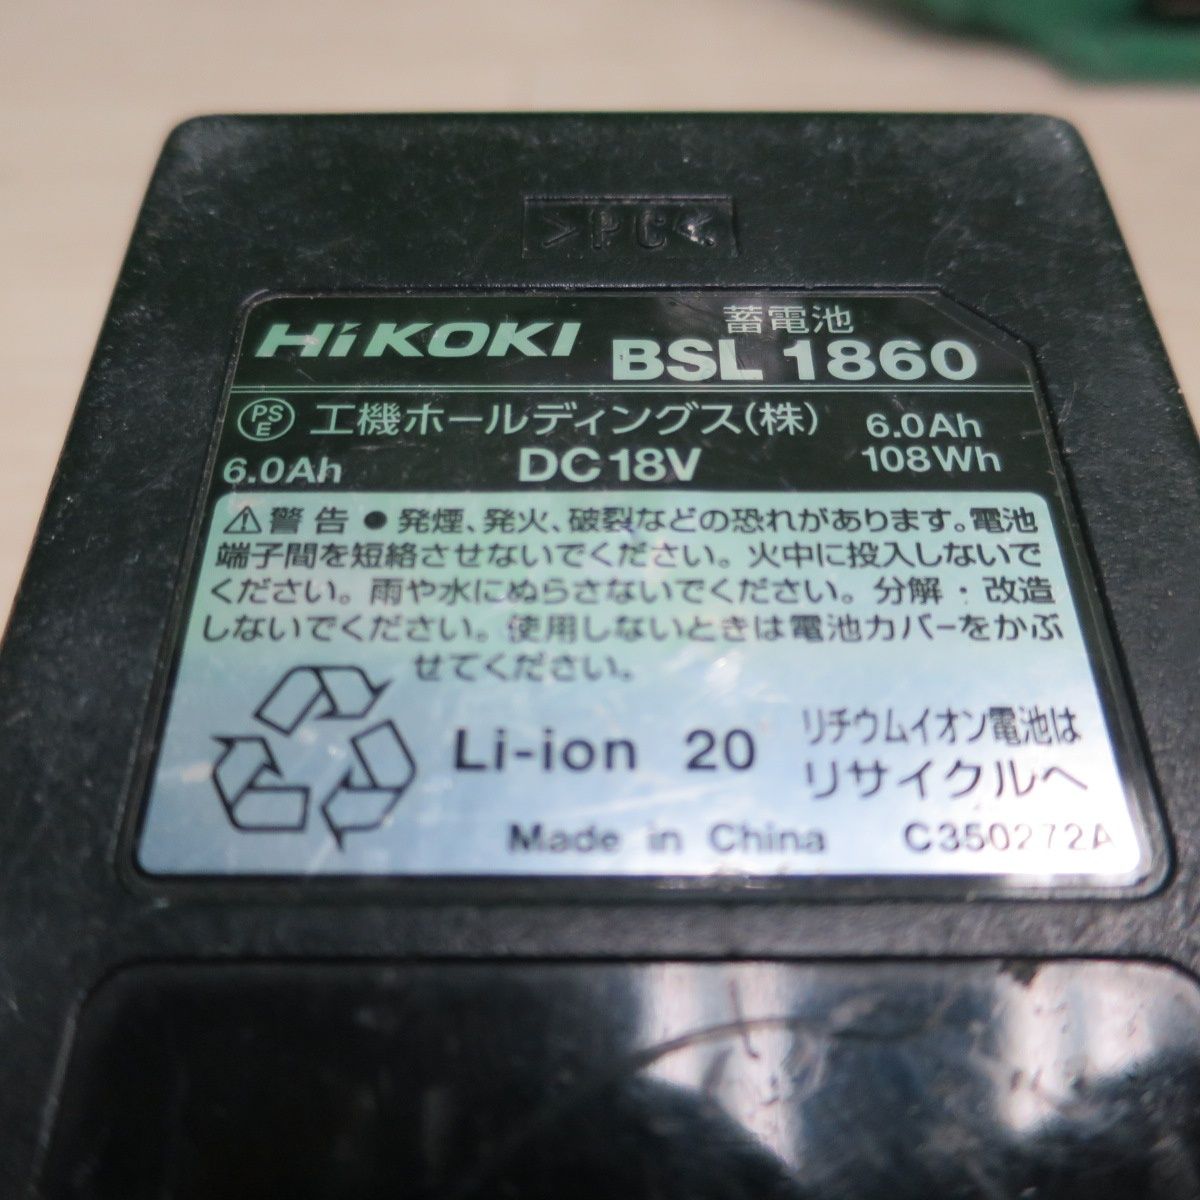 >PC<
HiKOKI
蓄電池
BSL 1860
PS E 工機ホールディングス(株) 6.0Ah
6.0Ah DC18V 108Wh
⚠警告 ●発煙、発火、破裂などの恐れがあります。電池
端子間を短絡させないでください。火中に投入しないで
ください。雨や水にぬらさないでください。分解・改造
しないでください。使用しないときは電池カバーをかぶ
せてください。
Li-ion 20
リチウムイオン電池は
リサイクルへ
Made in China C350272A